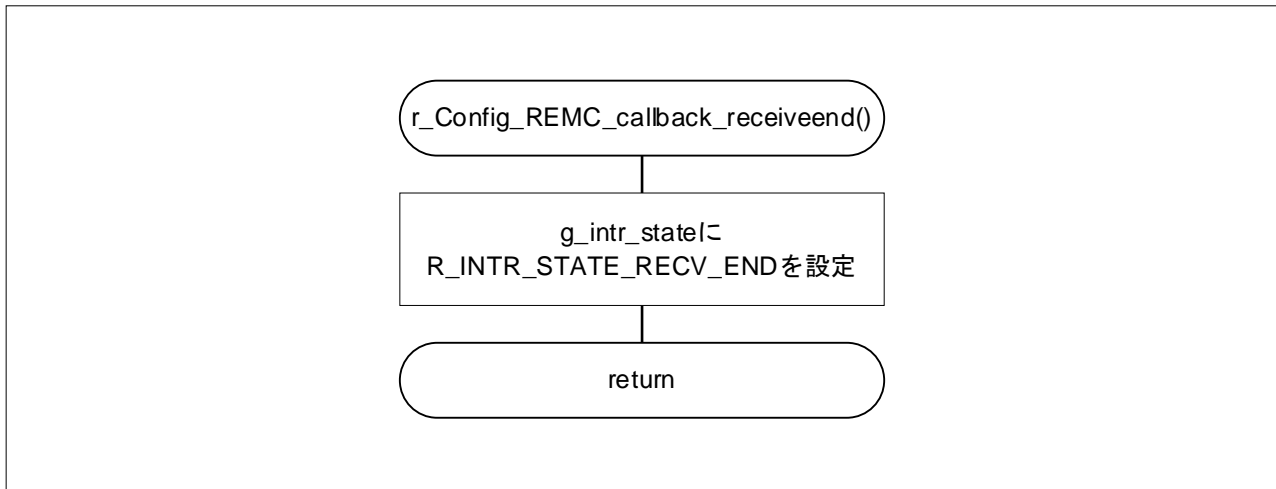 r_Config_REMC_callback_receiveend()
g_intr_stateに
R_INTR_STATE_RECV_ENDを設定
return